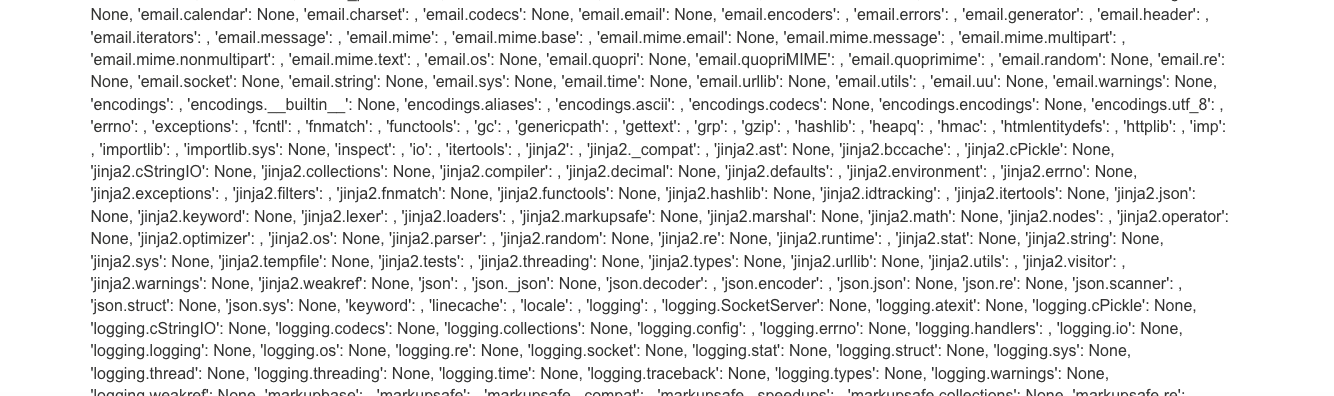 None, 'email.calendar': None, 'email.charset': , 'email.codecs': None, 'email.email': None, 'email.encoders': , 'email.errors': , 'email.generator': , 'email.header': ,
'email.iterators': , 'email.message': , 'email.mime': , 'email.mime.base': , 'email.mime.email': None, 'email.mime.message': , 'email.mime.multipart': ,
'email.mime.nonmultipart': , 'email.mime.text': , 'email.os': None, 'email.quopri': None, 'email.quopriMIME': , 'email.quoprimime': , 'email.random': None, 'email.re':
None, 'email.socket': None, 'email.string': None, 'email.sys': None, 'email.time': None, 'email.urllib': None, 'email.utils': , 'email.uu': None, 'email.warnings': None,
'encodings': , 'encodings.__builtin__': None, 'encodings.aliases': , 'encodings.ascii': , 'encodings.codecs': None, 'encodings.encodings': None, 'encodings.utf_8': ,
'errno': , 'exceptions': , 'fcntl': , 'fnmatch': , 'functools': , 'gc': , 'genericpath': , 'gettext': , 'grp': , 'gzip': , 'hashlib': , 'heapq': , 'hmac': , 'htmlentitydefs': , 'httplib': , 'imp':
, 'importlib': , 'importlib.sys': None, 'inspect': , 'io': , 'itertools': , 'jinja2': , 'jinja2._compat': , 'jinja2.ast': None, 'jinja2.bccache': , 'jinja2.cPickle': None,
'jinja2.cStringIO': None, 'jinja2.collections': None, 'jinja2.compiler': , 'jinja2.decimal': None, 'jinja2.defaults': , 'jinja2.environment': , 'jinja2.errno': None,
'jinja2.exceptions': , 'jinja2.filters': , 'jinja2.fnmatch': None, 'jinja2.functools': None, 'jinja2.hashlib': None, 'jinja2.idtracking': , 'jinja2.itertools': None, 'jinja2.json':
None, 'jinja2.keyword': None, 'jinja2.lexer': , 'jinja2.loaders': , 'jinja2.markupsafe': None, 'jinja2.marshal': None, 'jinja2.math': None, 'jinja2.nodes': , 'jinja2.operator':
None, 'jinja2.optimizer': , 'jinja2.os': None, 'jinja2.parser': , 'jinja2.random': None, 'jinja2.re': None, 'jinja2.runtime': , 'jinja2.stat': None, 'jinja2.string': None,
'jinja2.sys': None, 'jinja2.tempfile': None, 'jinja2.tests': , 'jinja2.threading': None, 'jinja2.types': None, 'jinja2.urllib': None, 'jinja2.utils': , 'jinja2.visitor': ,
'jinja2.warnings': None, 'jinja2.weakref': None, 'json': , 'json._json': None, 'json.decoder': , 'json.encoder': , 'json.json': None, 'json.re': None, 'json.scanner': ,
'json.struct': None, 'json.sys': None, 'keyword': , 'linecache': , 'locale': , 'logging': , 'logging.SocketServer': None, 'logging.atexit': None, 'logging.cPickle': None,
'logging.cStringIO': None, 'logging.codecs': None, 'logging.collections': None, 'logging.config': , 'logging.errno': None, 'logging.handlers': , 'logging.io': None,
'logging.logging': None, 'logging.os': None, 'logging.re': None, 'logging.socket': None, 'logging.stat': None, 'logging.struct': None, 'logging.sys': None,
'logging.thread': None, 'logging.threading': None, 'logging.time': None, 'logging.traceback': None, 'logging.types': None, 'logging.warnings': None,
'logging.weakref': None, 'markupbase': , 'markupsafe': , 'markupsafe._compat': , 'markupsafe._speedups': , 'markupsafe.collections': None, 'markupsafe.re':